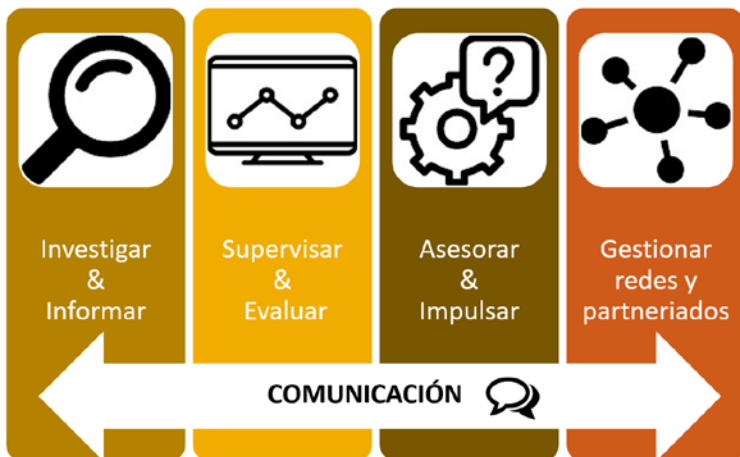 ?
Investigar
&
Informar
Supervisar
&
Evaluar
Asesorar
&
Impulsar
Gestionar
redes y
partneriados
COMUNICACIÓN